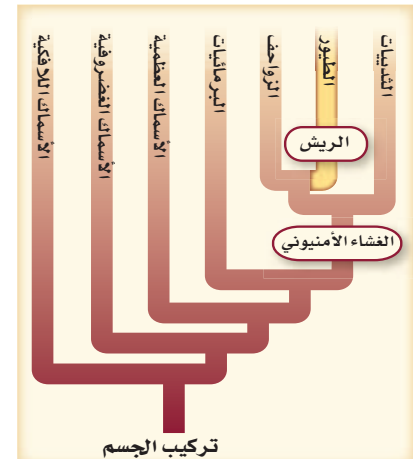 الثدييات
الطيور
الزواحف
البرمائيات
الأسماك العظمية
الأسماك الغضروفية
الأسماك اللافكية
الريش
الغشاء الأمنيوني
تركيب الجسم